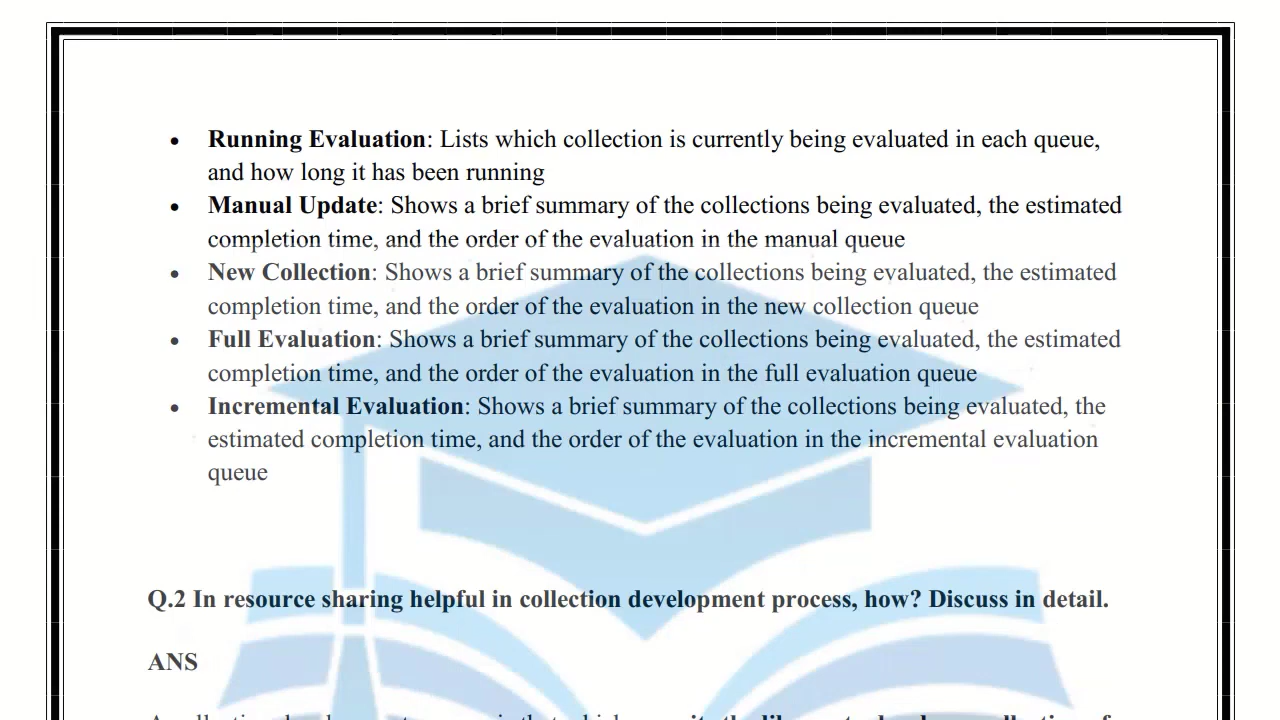 • Running Evaluation: Lists which collection is currently being evaluated in each queue,
and how long it has been running
• Manual Update: Shows a brief summary of the collections being evaluated, the estimated
completion time, and the order of the evaluation in the manual queue
• New Collection: Shows a brief summary of the collections being evaluated, the estimated
completion time, and the order of the evaluation in the new collection queue
• Full Evaluation: Shows a brief summary of the collections being evaluated, the estimated
completion time, and the order of the evaluation in the full evaluation queue
• Incremental Evaluation: Shows a brief summary of the collections being evaluated, the
estimated completion time, and the order of the evaluation in the incremental evaluation
queue
Q.2 In resource sharing helpful in collection development process, how? Discuss in detail.
ANS